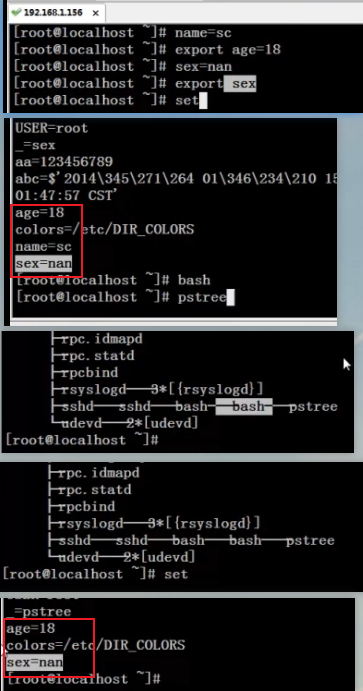 192.168.1.156 ×
[root@localhost ~]# name=sc
[root@localhost ~]# export age=18
[root@localhost ~]# sex=nan
[root@localhost ~]# export sex
[root@localhost ~]# set
USER=root
_=sex
aa=123456789
abc=$'2014\345\271\264 01\346\234\210 15
01:47:57 CST'
age=18
colors=/etc/DIR_COLORS
name=sc
sex=nan
[root@localhost ~]# bash
[root@localhost ~]# pstree
├─rpc.idmapd
├─rpc.statd
├─rpcbind
├─rsyslogd───3*[{rsyslogd}]
├─sshd───sshd───bash───bash───pstree
└─udevd───2*[udevd]
[root@localhost ~]#
├─rpc.idmapd
├─rpc.statd
├─rpcbind
├─rsyslogd───3*[{rsyslogd}]
├─sshd───sshd───bash───bash───pstree
└─udevd───2*[udevd]
[root@localhost ~]# set
_=pstree
age=18
colors=/etc/DIR_COLORS
sex=nan
[root@localhost ~]#